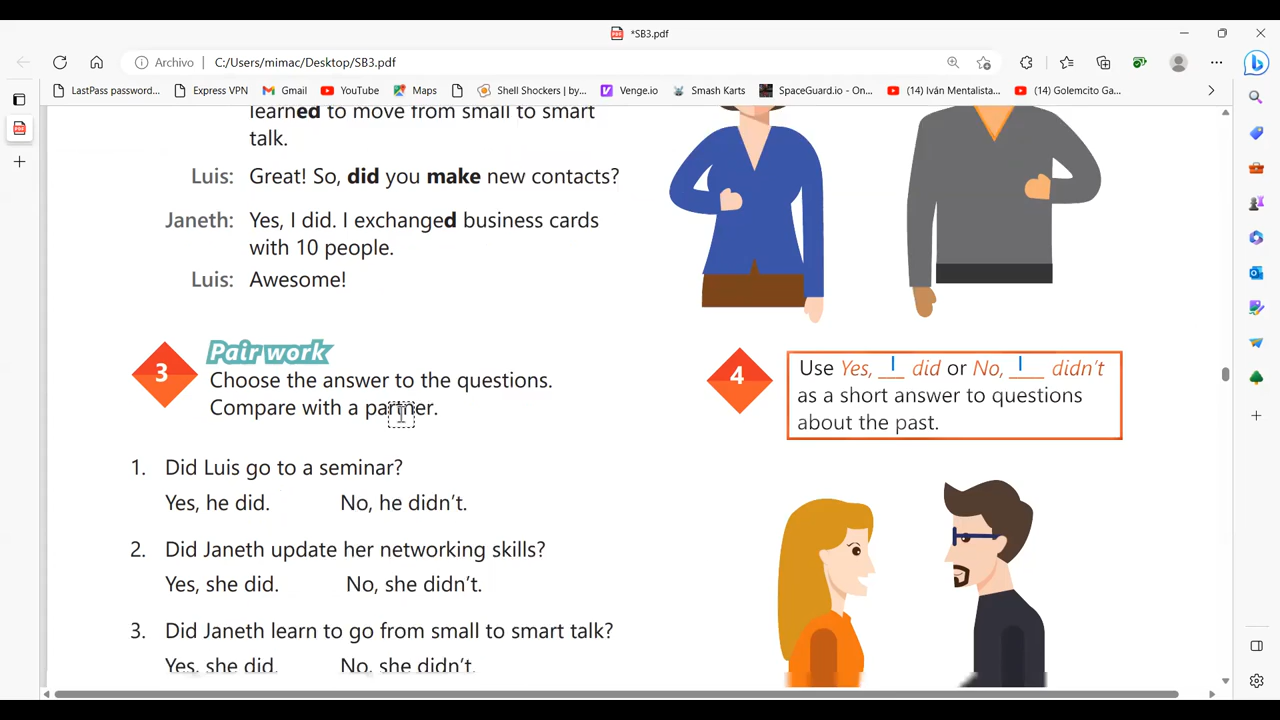 *SB3.pdf
Archivo C:/Users/mimac/Desktop/SB3.pdf
LastPass password... Express VPN Gmail YouTube Maps Shell Shockers | by... Venge.io Smash Karts SpaceGuard.io - On... (14) Iván Mentalista... (14) Golemcito Ga...
learned to move from small to smart
talk.
Luis: Great! So, did you make new contacts?
Janeth: Yes, I did. I exchanged business cards
with 10 people.
Luis: Awesome!
3 Pair work
Choose the answer to the questions.
Compare with a partner.
1. Did Luis go to a seminar?
Yes, he did. No, he didn't.
2. Did Janeth update her networking skills?
Yes, she did. No, she didn't.
3. Did Janeth learn to go from small to smart talk?
Yes, she did. No, she didn't.
4 Use Yes, I did or No, I didn't
as a short answer to questions
about the past.